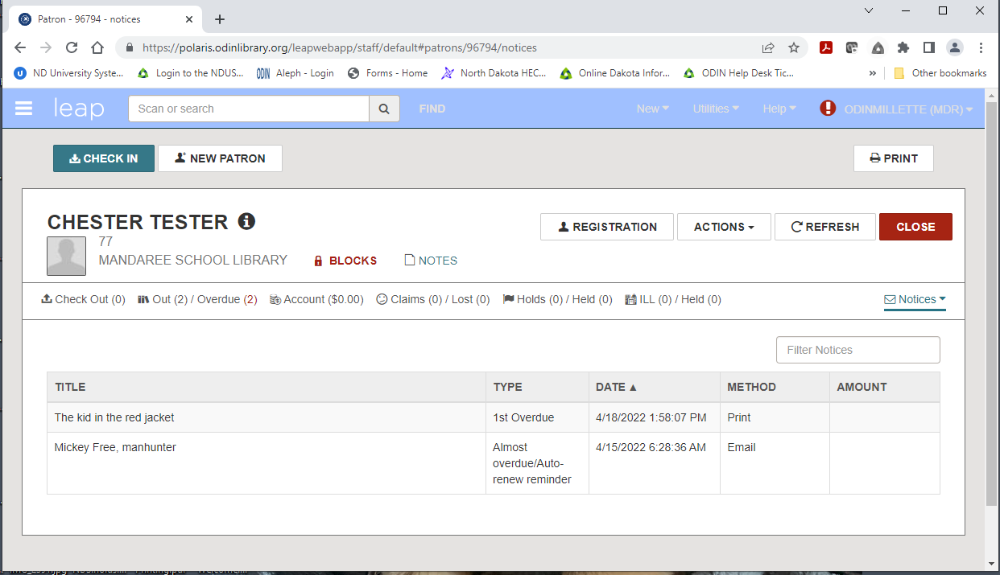 Patron - 96794 - notices
https://polaris.odinlibrary.org/leapwebapp/staff/default#patrons/96794/notices
ND University Syste... Login to the NDUS... ODIN Aleph - Login Forms - Home North Dakota HEC... Online Dakota Infor... ODIN Help Desk Tic... » Other bookmarks
leap Scan or search FIND New Utilities Help ODINMILLETTE (MDR)
CHECK IN NEW PATRON PRINT
CHESTER TESTER
REGISTRATION ACTIONS REFRESH CLOSE
77
MANDAREE SCHOOL LIBRARY BLOCKS NOTES
Check Out (0) Out (2) / Overdue (2) Account ($0.00) Claims (0) / Lost (0) Holds (0) / Held (0) ILL (0) / Held (0) Notices
Filter Notices
TITLE TYPE DATE ▲ METHOD AMOUNT
The kid in the red jacket 1st Overdue 4/18/2022 1:58:07 PM Print
Mickey Free, manhunter Almost 4/15/2022 6:28:36 AM Email
overdue/Auto-
renew reminder